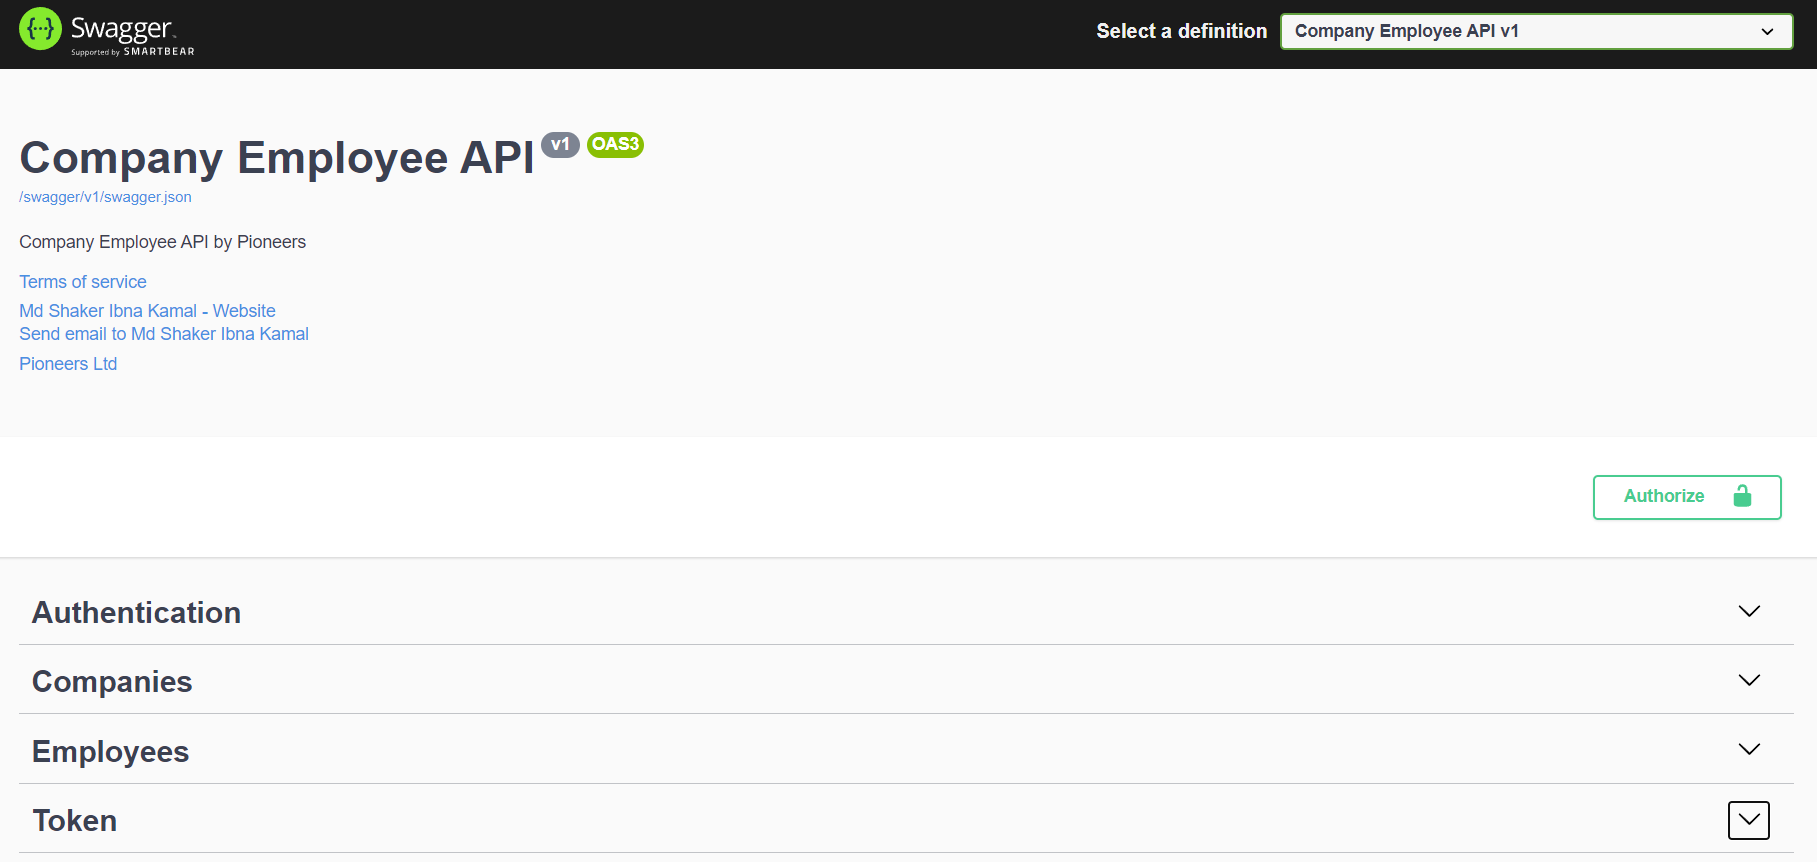 Swagger
Supported by SMARTBEAR
Select a definition
Company Employee API v1
Company Employee API v1 OAS3
/swagger/v1/swagger.json
Company Employee API by Pioneers
Terms of service
Md Shaker Ibna Kamal - Website
Send email to Md Shaker Ibna Kamal
Pioneers Ltd
Authorize
Authentication
Companies
Employees
Token